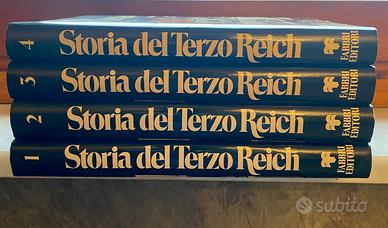 4 Storia del Terzo Reich FABBRI
EDITORI
3 Storia del Terzo Reich FABBRI
EDITORI
2 Storia del Terzo Reich FABBRI
EDITORI
1 Storia del Terzo Reich FABBRI
EDITORI
subito